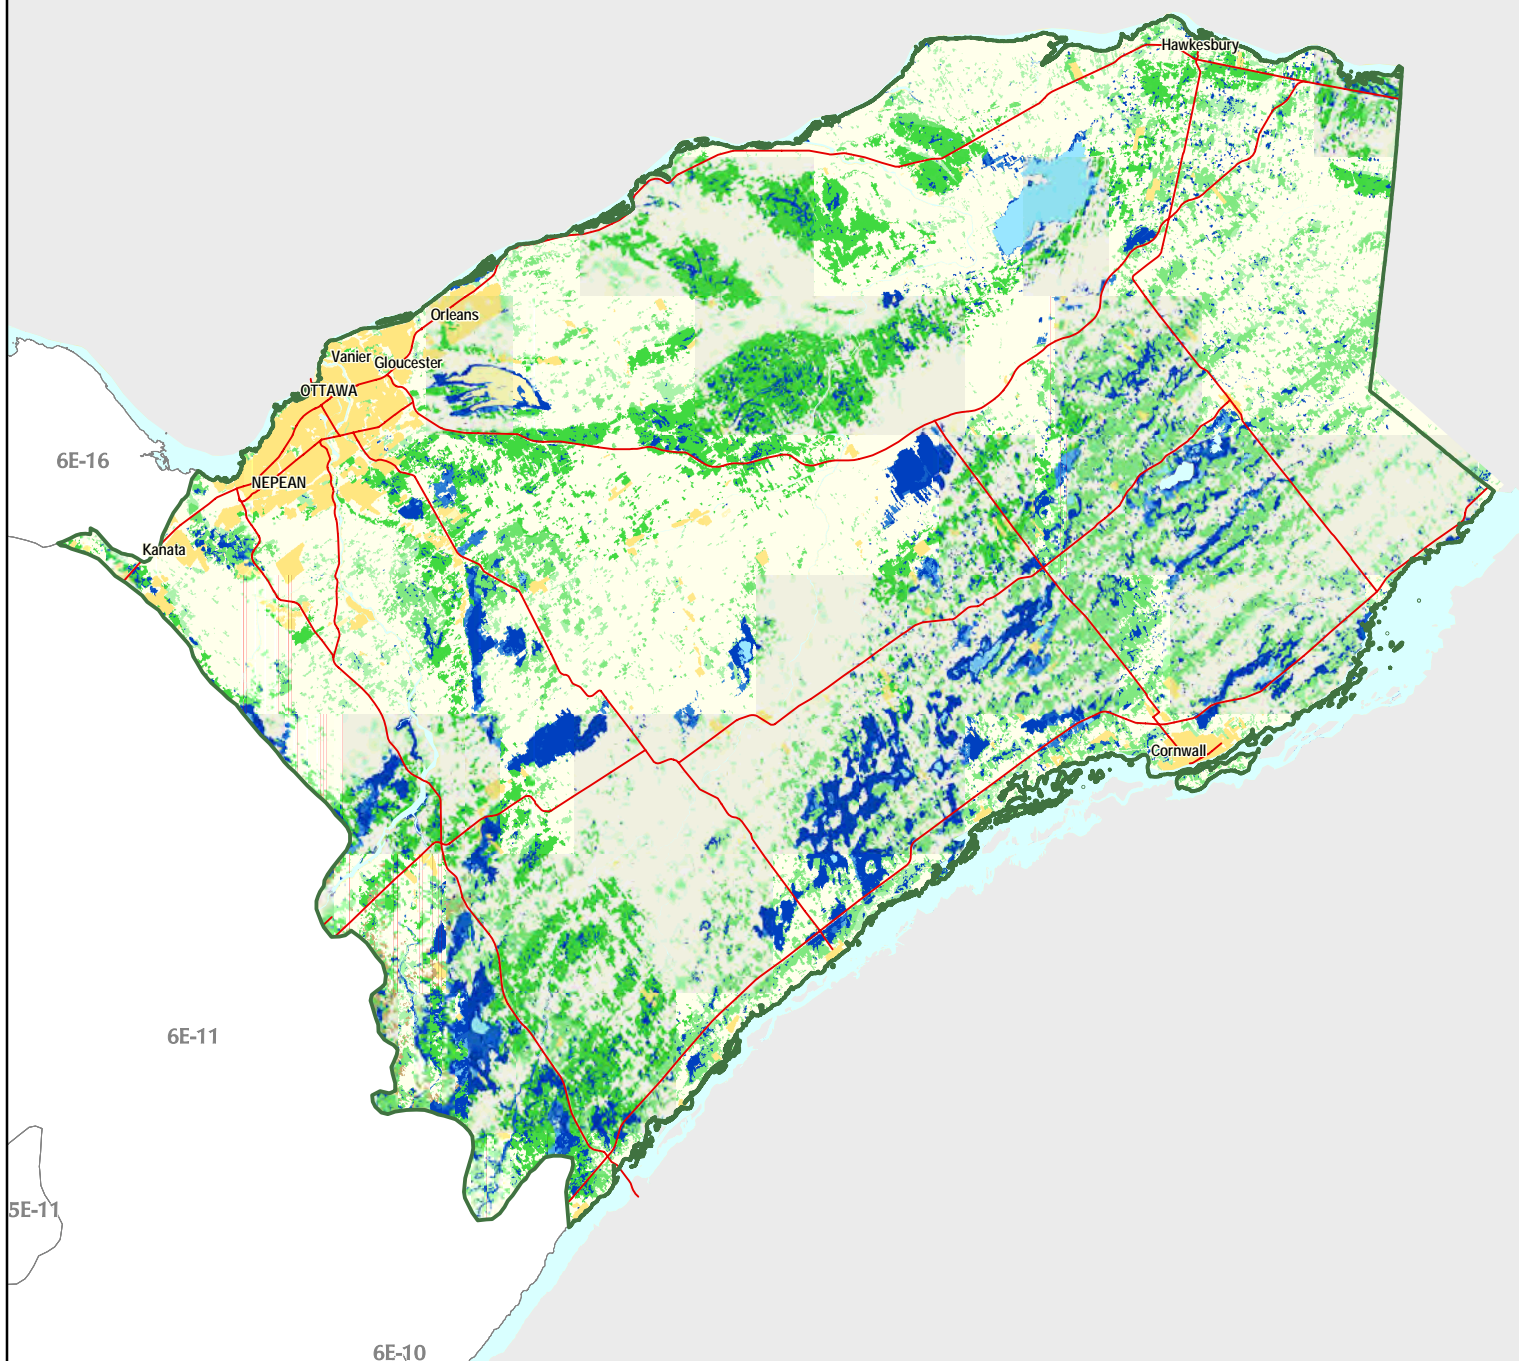 Hawkesbury
Orleans
Vanier
Gloucester
OTTAWA
6E-16
NEPEAN
Kanata
Cornwall
6E-11
5E-11
6E-10